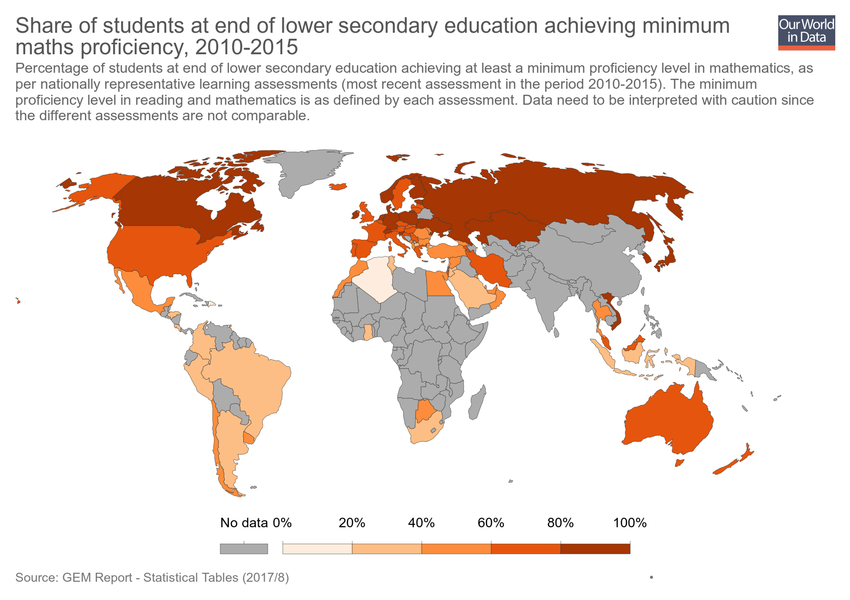 Share of students at end of lower secondary education achieving minimum
maths proficiency, 2010-2015
Our World
in Data
Percentage of students at end of lower secondary education achieving at least a minimum proficiency level in mathematics, as
per nationally representative learning assessments (most recent assessment in the period 2010-2015). The minimum
proficiency level in reading and mathematics is as defined by each assessment. Data need to be interpreted with caution since
the different assessments are not comparable.
No data 0% 20% 40% 60% 80% 100%
Source: GEM Report - Statistical Tables (2017/8)